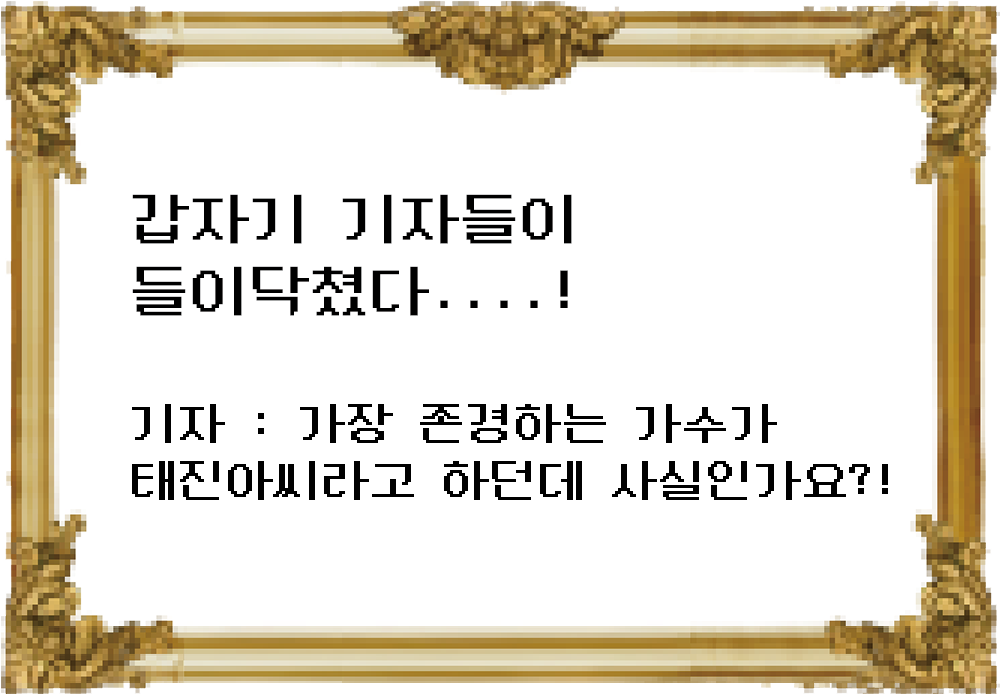 갑자기 기자들이
들이닥쳤다....!
기자 : 가장 존경하는 가수가
태진아씨라고 하던데 사실인가요?!